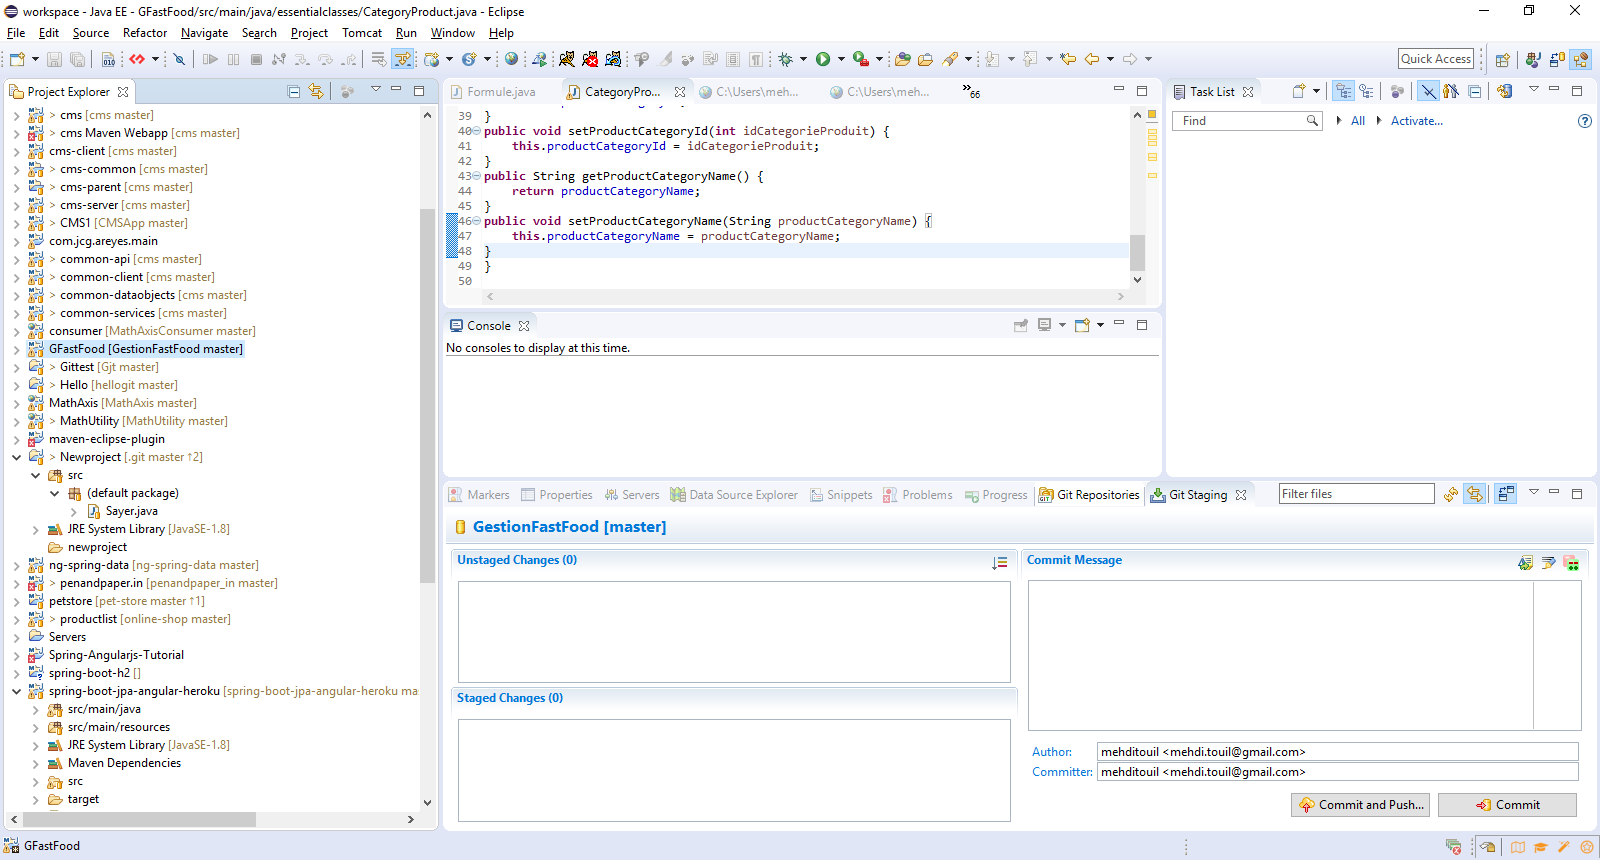 workspace - Java EE - GFastFood/src/main/java/essentialclasses/CategoryProduct.java - Eclipse
File Edit Source Refactor Navigate Search Project Tomcat Run Window Help
Quick Access
Project Explorer
> cms [cms master]
> cms Maven Webapp [cms master]
cms-client [cms master]
> cms-common [cms master]
> cms-parent [cms master]
> cms-server [cms master]
> CMS1 [CMSApp master]
com.jcg.areyes.main
> common-api [cms master]
> common-client [cms master]
> common-dataobjects [cms master]
> common-services [cms master]
consumer [MathAxisConsumer master]
GFastFood [GestionFastFood master]
> Gittest [Gjt master]
> Hello [hellogit master]
MathAxis [MathAxis master]
> MathUtility [MathUtility master]
maven-eclipse-plugin
> Newproject [.git master ↑2]
src
(default package)
Sayer.java
JRE System Library [JavaSE-1.8]
newproject
ng-spring-data [ng-spring-data master]
> penandpaper.in [penandpaper_in master]
petstore [pet-store master ↑1]
> productlist [online-shop master]
Servers
Spring-Angularjs-Tutorial
spring-boot-h2 []
spring-boot-jpa-angular-heroku [spring-boot-jpa-angular-heroku ma
src/main/java
src/main/resources
JRE System Library [JavaSE-1.8]
Maven Dependencies
src
target
Formule.java CategoryPro... C:\Users\meh... C:\Users\meh... »66
39 }
40 public void setProductCategoryId(int idCategorieProduit) {
41 this.productCategoryId = idCategorieProduit;
42 }
43 public String getProductCategoryName() {
44 return productCategoryName;
45 }
46 public void setProductCategoryName(String productCategoryName) {
47 this.productCategoryName = productCategoryName;
48 }
49 }
50
Console
No consoles to display at this time.
Task List
Find All Activate...
Markers Properties Servers Data Source Explorer Snippets Problems Progress Git Repositories Git Staging Filter files
GestionFastFood [master]
Unstaged Changes (0)
Staged Changes (0)
Commit Message
Author: mehditouil <mehdi.touil@gmail.com>
Committer: mehditouil <mehdi.touil@gmail.com>
Commit and Push... Commit
GFastFood